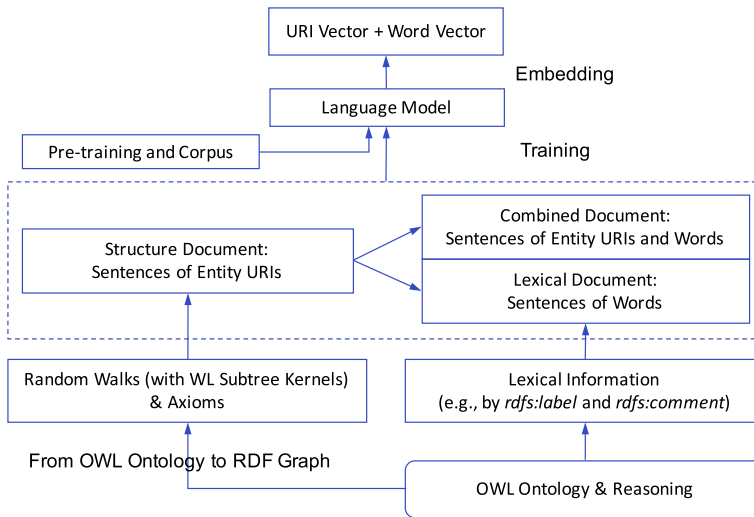 URI Vector + Word Vector
Embedding
Language Model
Pre-training and Corpus
Training
Combined Document:
Sentences of Entity URIs and Words
Structure Document:
Sentences of Entity URIs
Lexical Document:
Sentences of Words
Random Walks (with WL Subtree Kernels)
& Axioms
Lexical Information
(e.g., by rdfs:label and rdfs:comment)
From OWL Ontology to RDF Graph
OWL Ontology & Reasoning